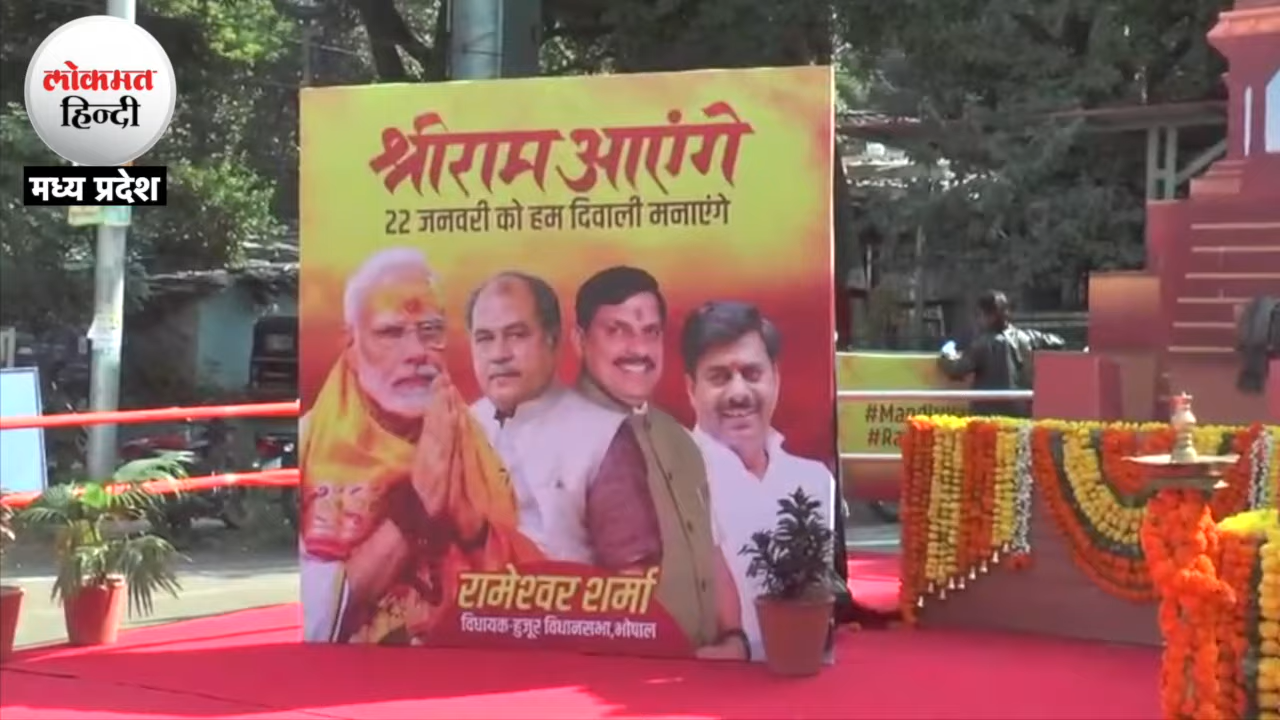 लोकमत
हिन्दी
मध्य प्रदेश
श्रीराम आएंगे
22 जनवरी को हम दिवाली मनाएंगे
रामेश्वर शर्मा
विधायक-हुजूर विधानसभा, भोपाल